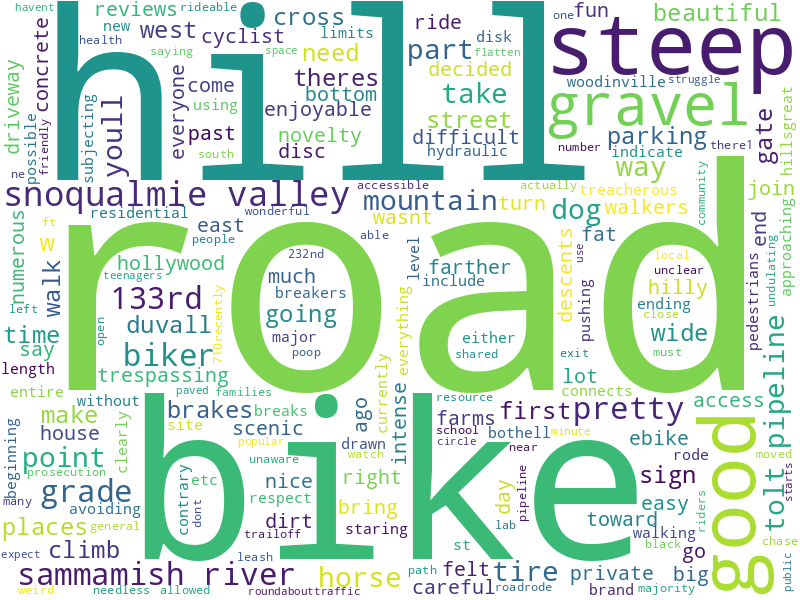 hill
road
bike
steep
good
gravel
snoqualmie valley
sammamish river
tolt pipeline
pretty
133rd
mountain
grade
horse
point
biker
tire
way
dog
take
part
street
parking
gate
need
ride
cross
theres
west
cyclist
reviews
beautiful
fun
youll
concrete
driveway
everyone
come
past
bottom
enjoyable
novelty
disc
decided
difficult
hydraulic
woodinville
struggle
flatten
limits
disk
one
havent
new
rideable
health
saying
space
using
south
subjecting
possible
friendly
ne
number
indicate
there1
hillsgreat
accessible
actually
treacherous
community
join
wasnt
turn
walkers
end
approaching
residential
wonderful
east
people
able
level
fat
hilly
descents
pushing
use
local
unclear
close
pedestrians
undulating
numerous
w
ft
left
walk
hollywood
teenagers
much
232nd
breakers
going
major
poop
farther
include
either
shared
ending
wide
exit
must
time
say
length
entire
open
duvall
trespassing
710
recently
everything
currently
lot
connects
access
paved
families
without
make
house
brakes
breaks
ago
intense
resource
farms
first
school
bothell
circle
near
ebike
rode
sign
moved
starts
chase
public
site
scenic
drawn
popular
unaware
watch
minute
clearly
prosecution
beginning
many
general
avoiding
places
climb
expect
weird
contrary
etc
dont
nice
respect
right
bring
dirt
staring
trailoff
leash
needless
allowed
roundabouttraffic
felt
st
path
careful
day
lab
pipeline
easy
toward
walking
go
black
riders
private
big
roadrode
brand
majority